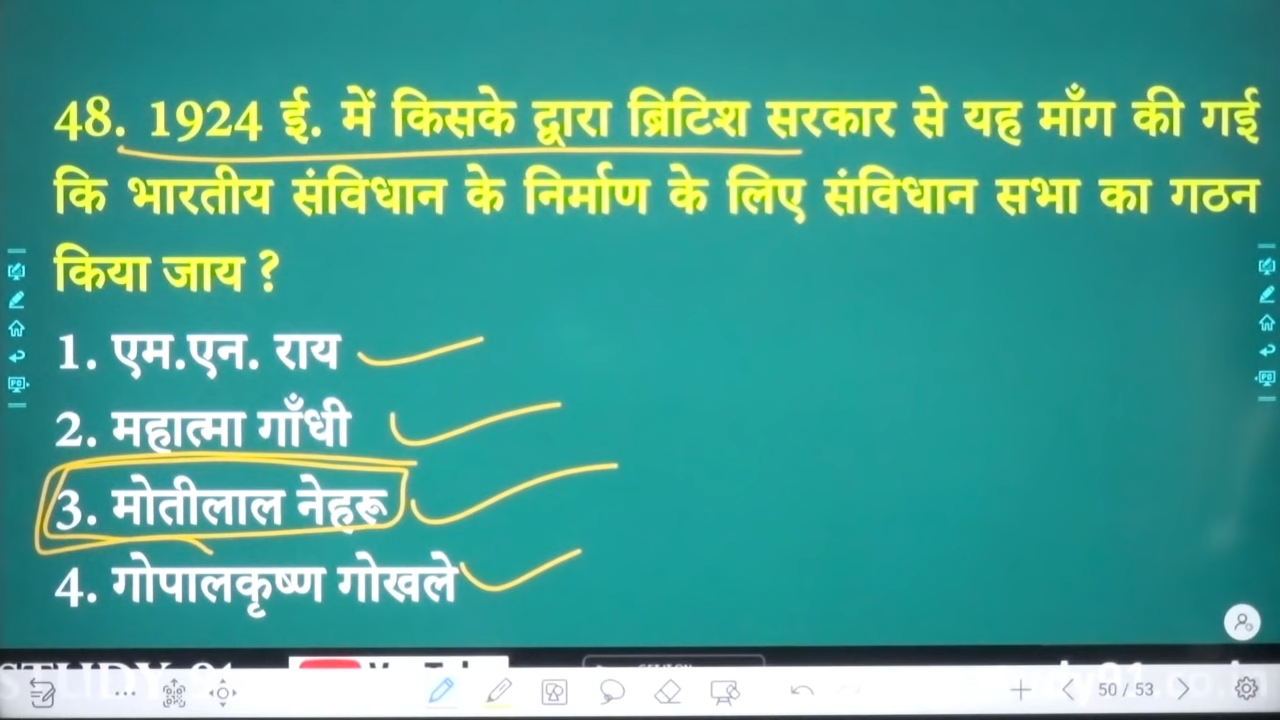 48. 1924 ई. में किसके द्वारा ब्रिटिश सरकार से यह माँग की गई
कि भारतीय संविधान के निर्माण के लिए संविधान सभा का गठन
किया जाय ?
1. एम.एन. राय
2. महात्मा गाँधी
3. मोतीलाल नेहरू
4. गोपालकृष्ण गोखले
50 / 53